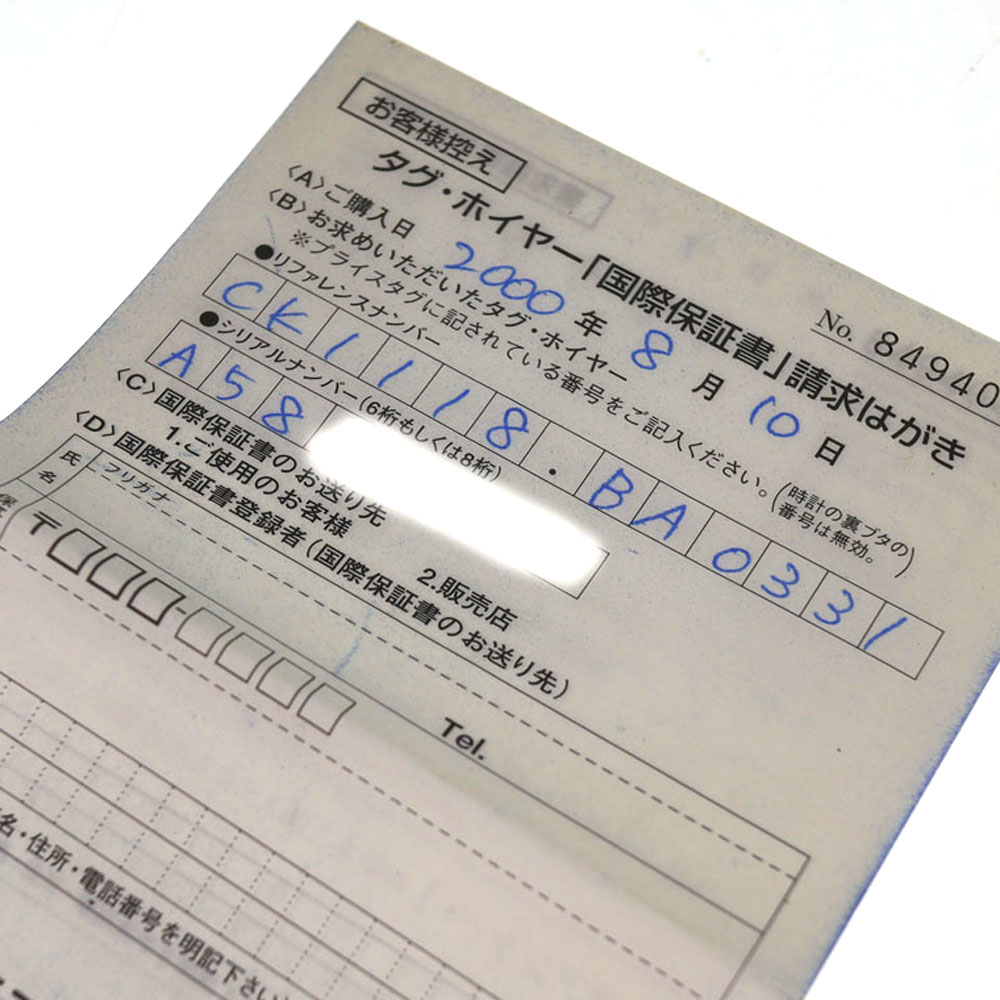 お客様控え
No. 84940
タグ・ホイヤー「国際保証書」請求はがき
〈A〉ご購入日 2000 年 8 月 10 日
〈B〉お求めいただいたタグ・ホイヤー
※プライスタグに記されている番号をご記入ください。(時計の裏ブタの番号は無効。)
●リファレンスナンバー
CK1118.BA0331
●シリアルナンバー(6桁もしくは8桁)
A58
〈C〉国際保証書のお送り先
1.ご使用のお客様 2.販売店
〈D〉国際保証書登録者(国際保証書のお送り先)
フリガナ
氏名
〒
Tel.
名・住所・電話番号を明記下さい